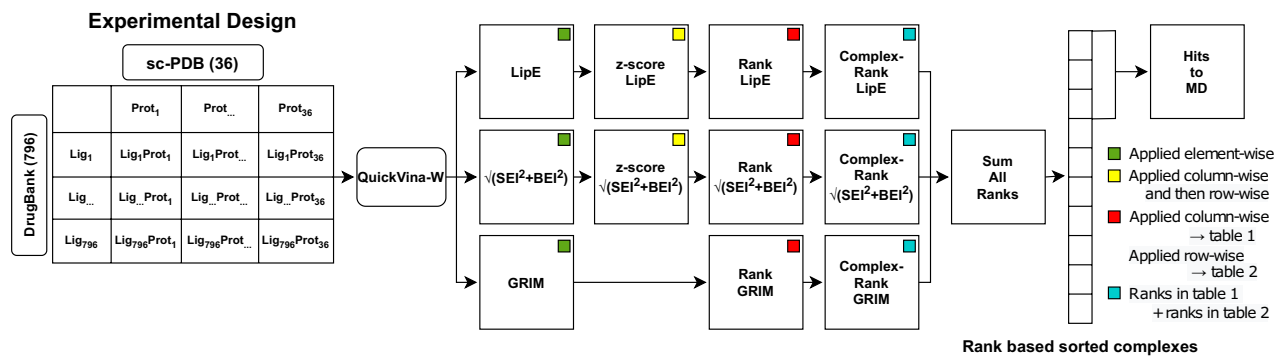 Experimental Design
sc-PDB (36)
DrugBank (796)
Prot1 Prot... Prot36
Lig1 Lig1Prot1 Lig1Prot... Lig1Prot36
Lig... Lig...Prot1 Lig...Prot... Lig...Prot36
Lig796 Lig796Prot1 Lig796Prot... Lig796Prot36
QuickVina-W
LipE
z-score
LipE
Rank
LipE
Complex-
Rank
LipE
√(SEI²+BEI²)
z-score
√(SEI²+BEI²)
Rank
√(SEI²+BEI²)
Complex-
Rank
√(SEI²+BEI²)
GRIM
Rank
GRIM
Complex-
Rank
GRIM
Sum
All
Ranks
Hits
to
MD
Applied element-wise
Applied column-wise
and then row-wise
Applied column-wise
→ table 1
Applied row-wise
→ table 2
Ranks in table 1
+ ranks in table 2
Rank based sorted complexes